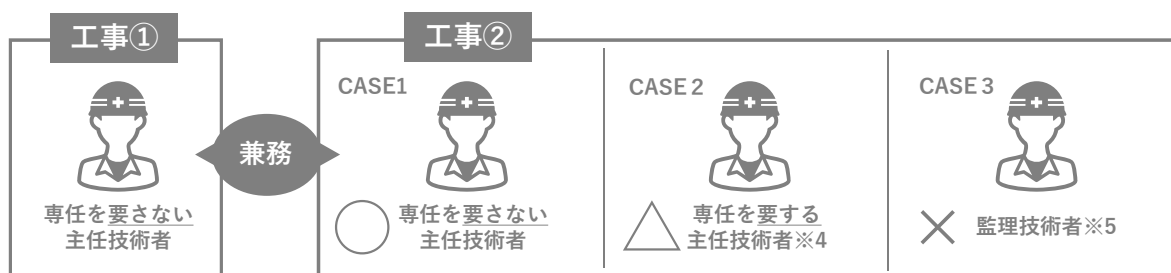 工事①
工事②
CASE1
CASE 2
CASE 3
兼務
専任を要さない
主任技術者
専任を要さない
主任技術者
専任を要する
主任技術者※4
監理技術者※5